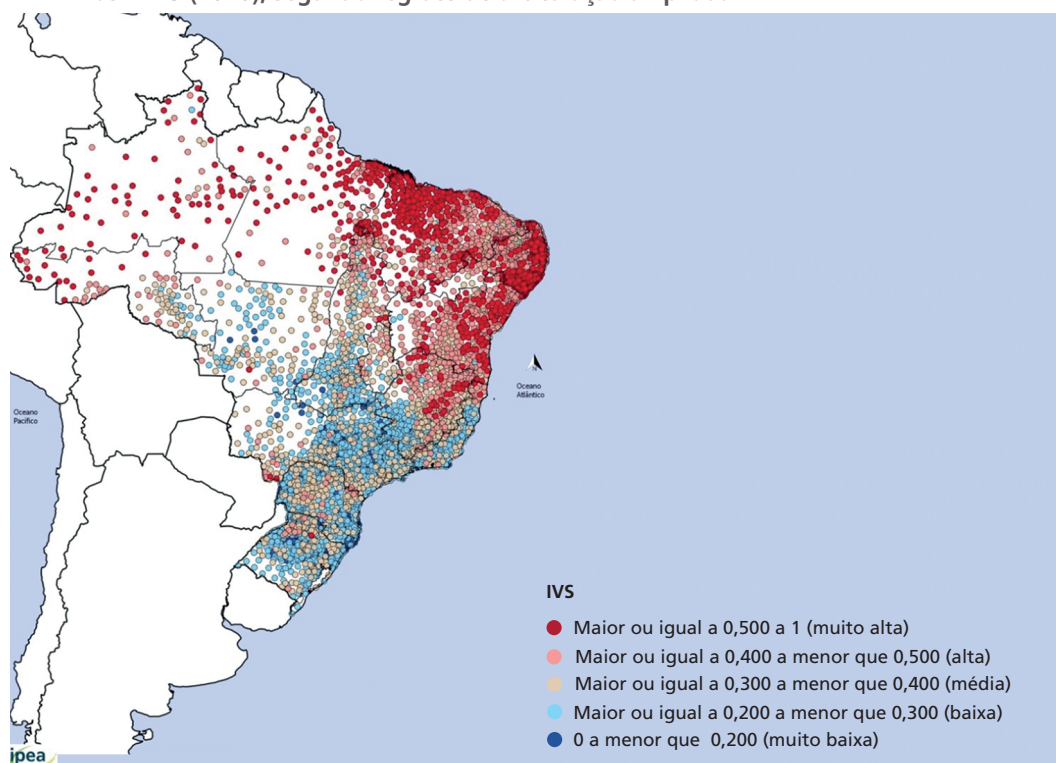 Oceano
Atlântico
Oceano
Pacífico
N
IVS
Maior ou igual a 0,500 a 1 (muito alta)
Maior ou igual a 0,400 a menor que 0,500 (alta)
Maior ou igual a 0,300 a menor que 0,400 (média)
Maior ou igual a 0,200 a menor que 0,300 (baixa)
0 a menor que 0,200 (muito baixa)
ipea